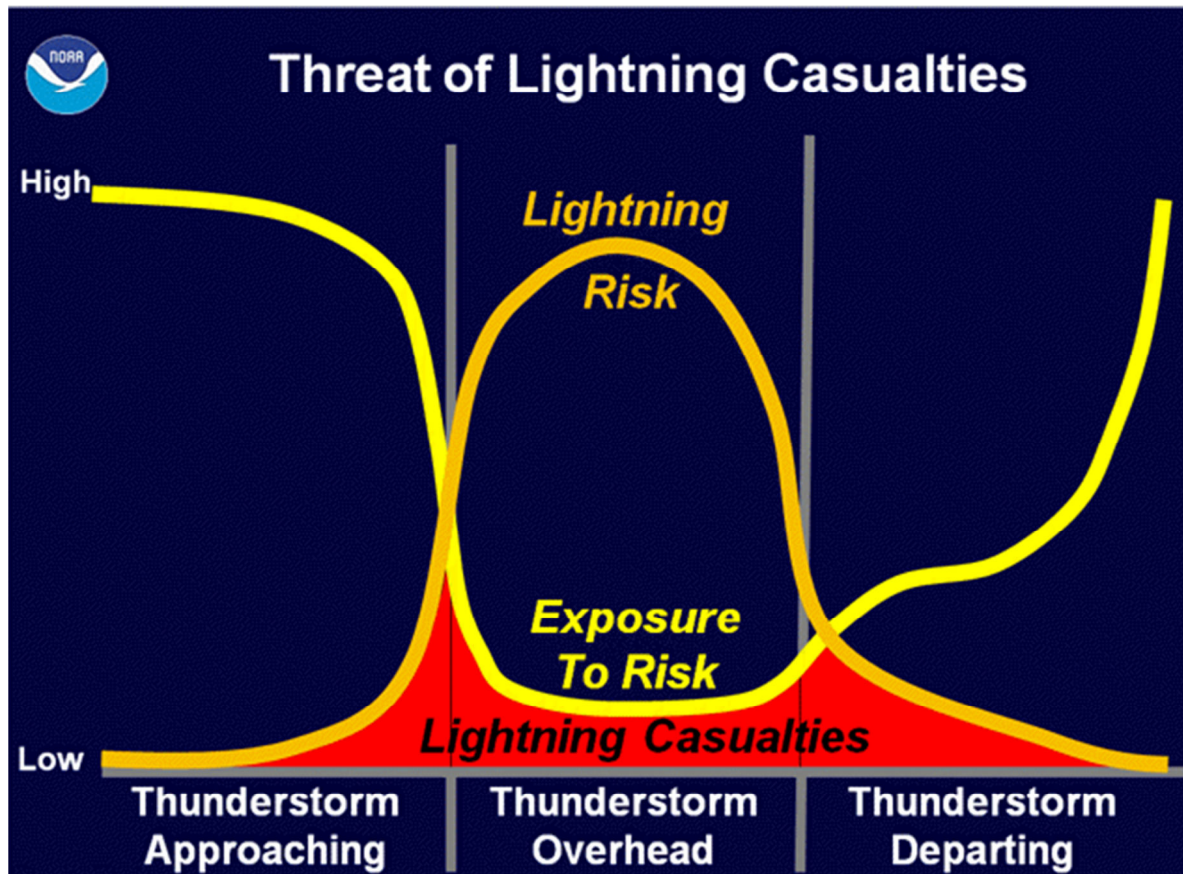 NOAA
Threat of Lightning Casualties
High
Lightning
Risk
Exposure
To Risk
Lightning Casualties
Low
Thunderstorm
Approaching
Thunderstorm
Overhead
Thunderstorm
Departing